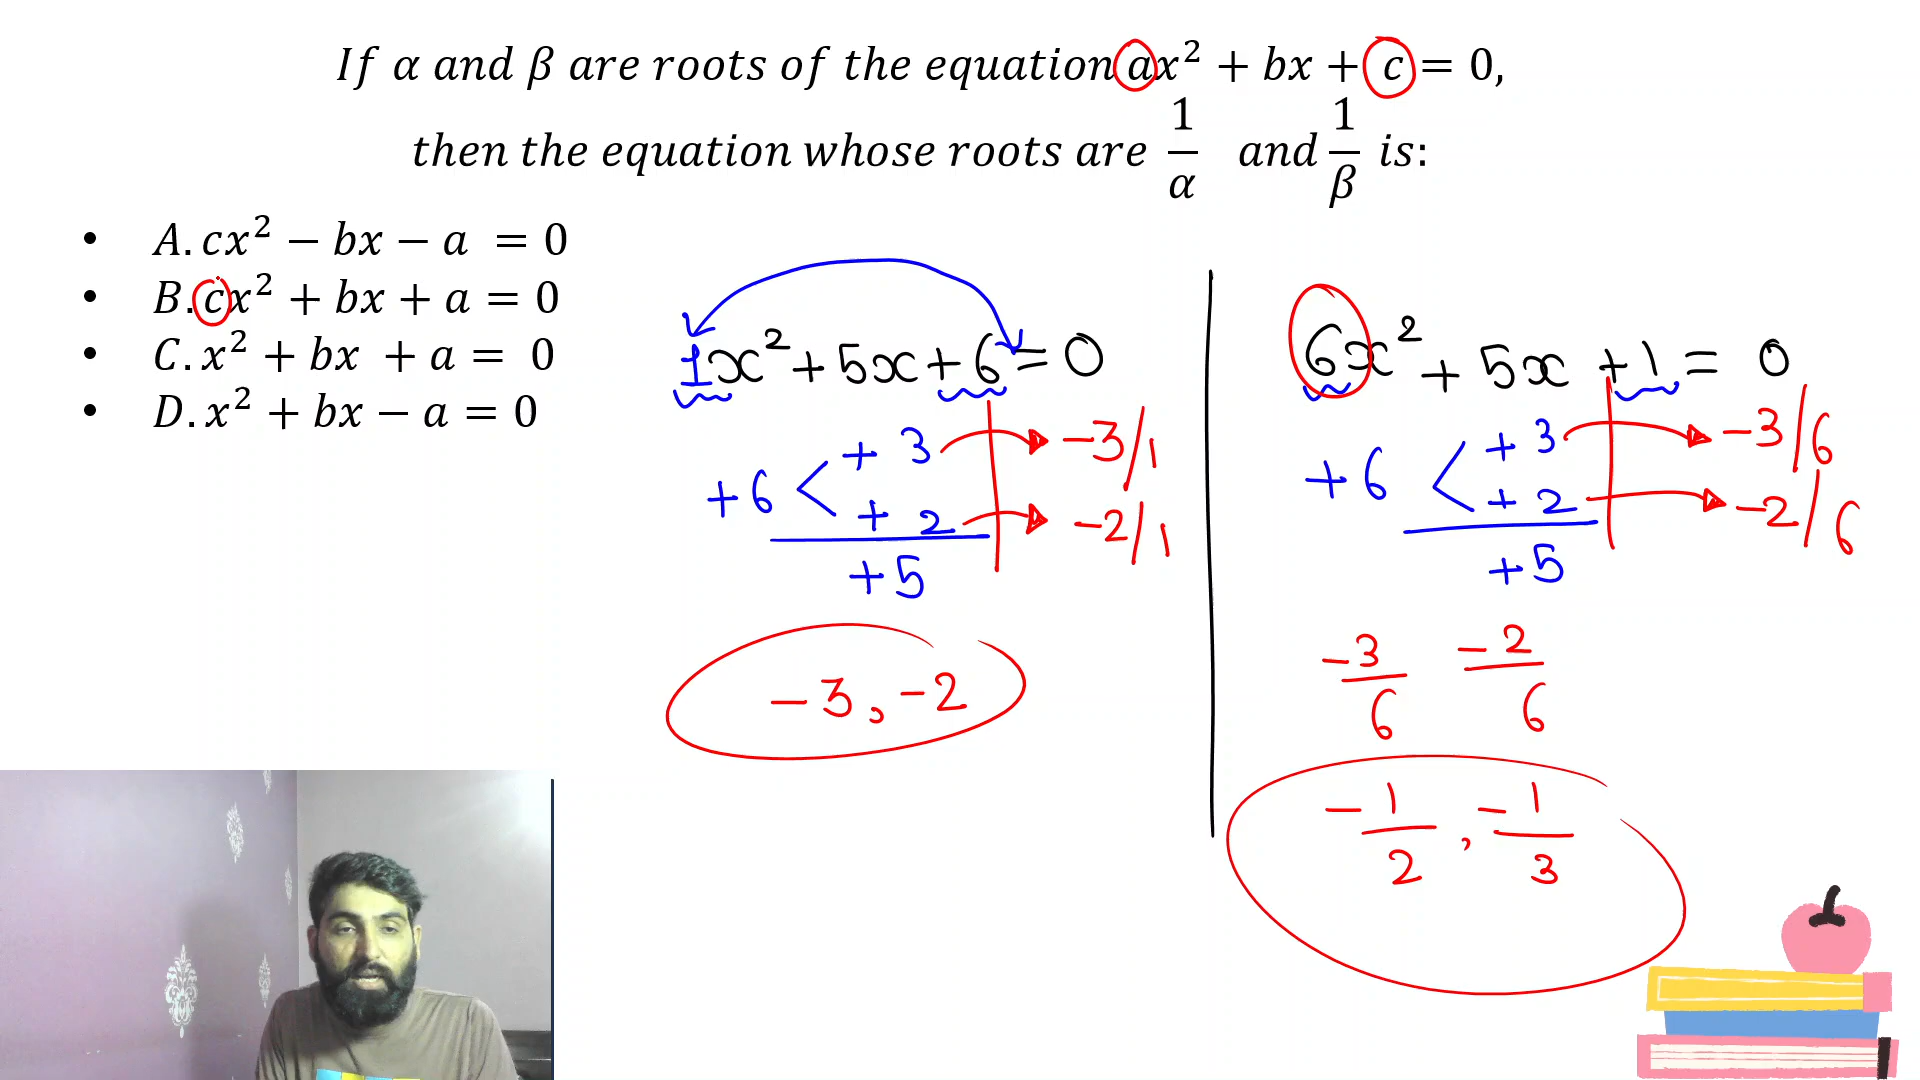 If α and β are roots of the equation ax² + bx + c = 0,
then the equation whose roots are 1/α and 1/β is:
• A. cx² − bx − a = 0
• B. cx² + bx + a = 0
• C. x² + bx + a = 0
• D. x² + bx − a = 0
1x² + 5x + 6 = 0
+6 < + 3 → −3/1
+ 2 → −2/1
+5
−3, −2
6x² + 5x + 1 = 0
+6 < + 3 → −3/6
+ 2 → −2/6
+5
−3/6 −2/6
−1/2, −1/3